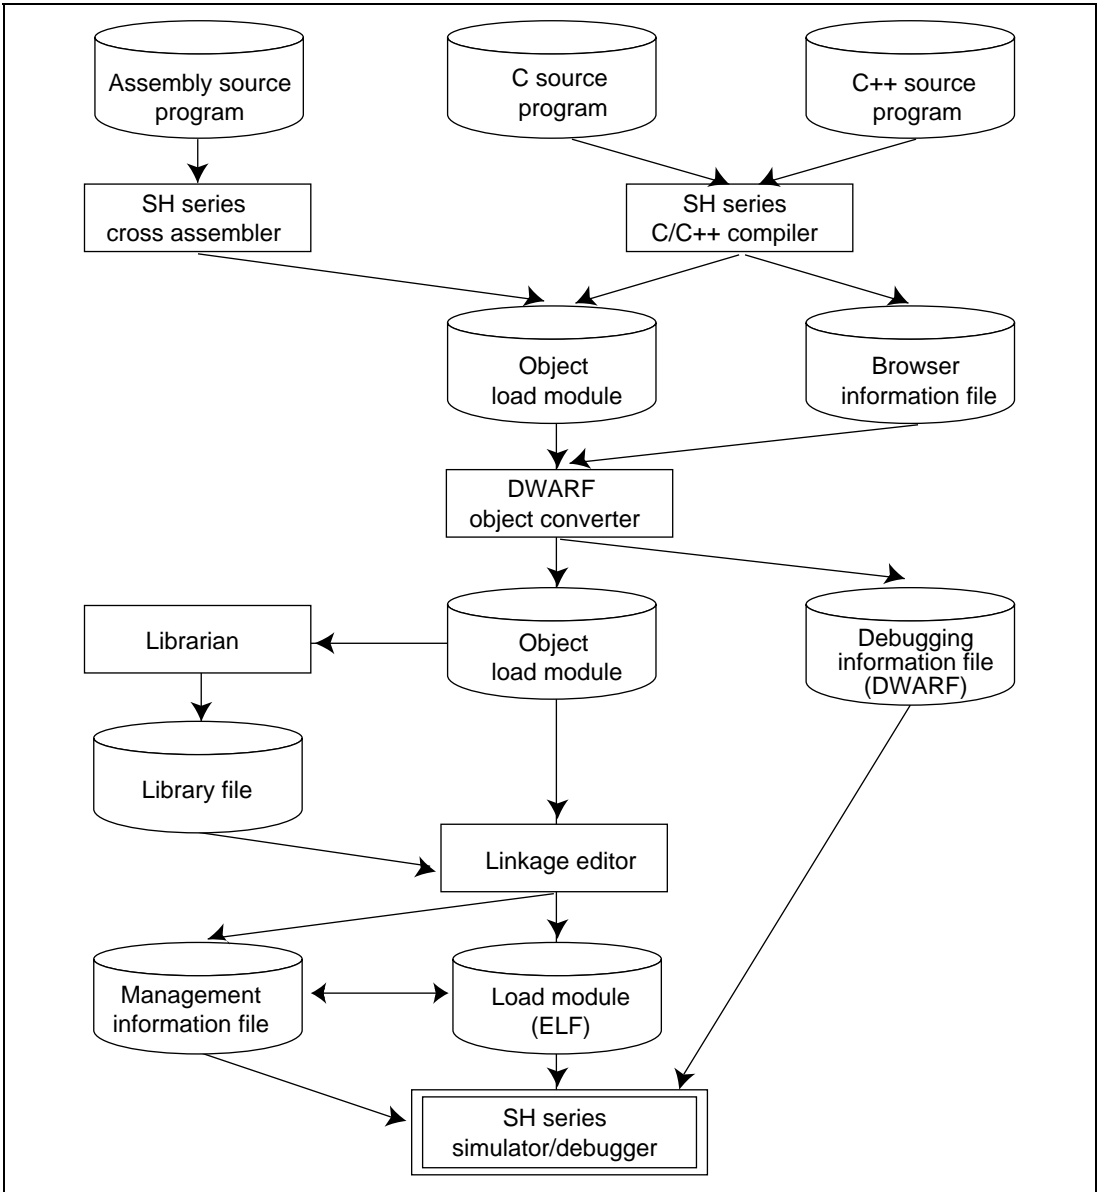 Assembly source
program
C source
program
C++ source
program
SH series
cross assembler
SH series
C/C++ compiler
Object
load module
Browser
information file
DWARF
object converter
Librarian
Object
load module
Debugging
information file
(DWARF)
Library file
Linkage editor
Management
information file
Load module
(ELF)
SH series
simulator/debugger